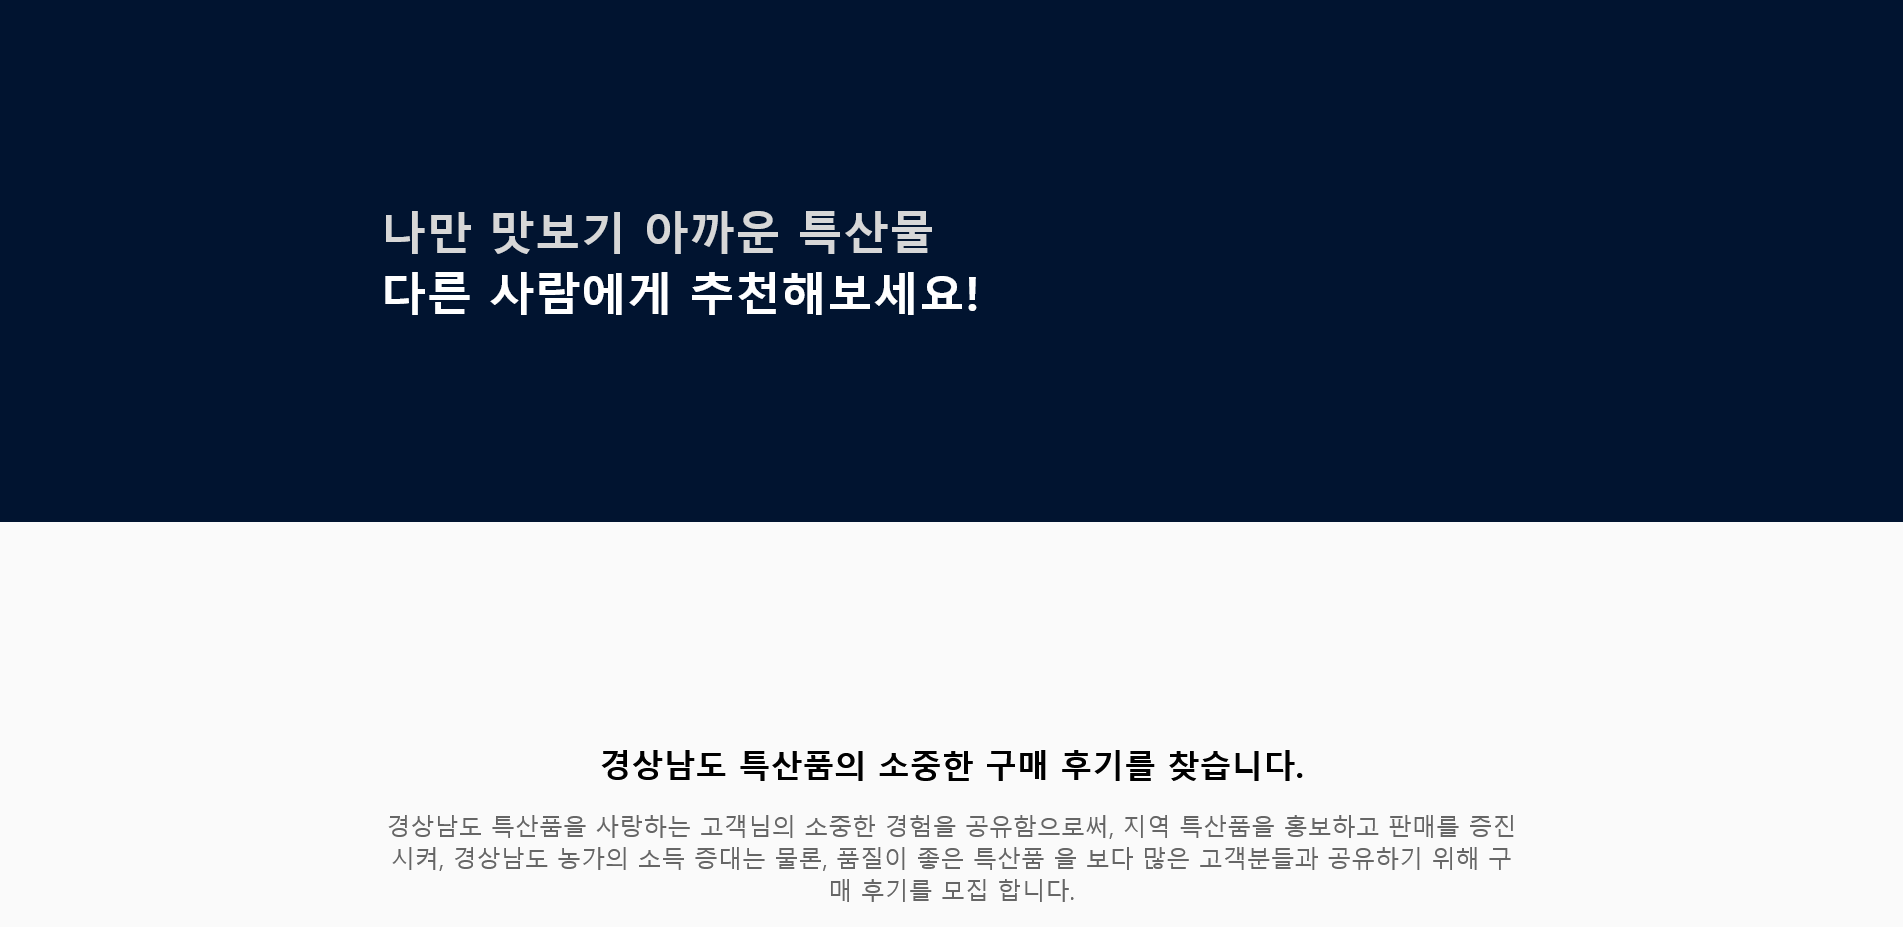 나만 맛보기 아까운 특산물
다른 사람에게 추천해보세요!
경상남도 특산품의 소중한 구매 후기를 찾습니다.
경상남도 특산품을 사랑하는 고객님의 소중한 경험을 공유함으로써, 지역 특산품을 홍보하고 판매를 증진
시켜, 경상남도 농가의 소득 증대는 물론, 품질이 좋은 특산품 을 보다 많은 고객분들과 공유하기 위해 구
매 후기를 모집 합니다.